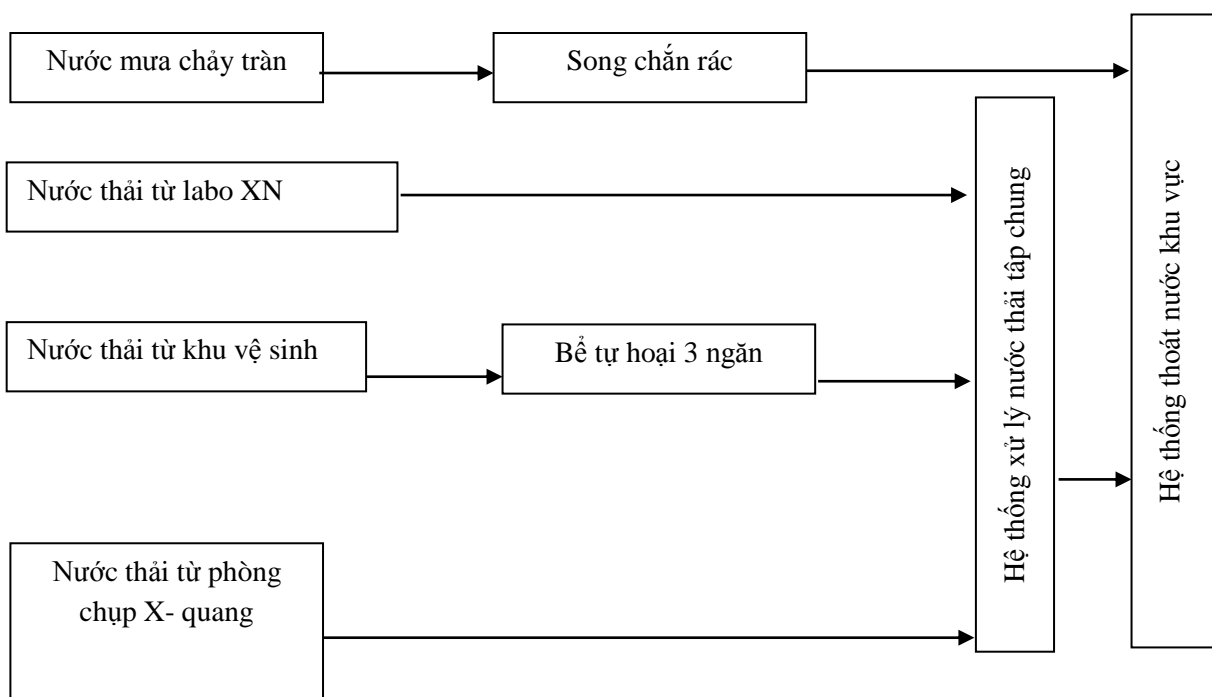 Nước mưa chảy tràn
Song chắn rác
Nước thải từ labo XN
Nước thải từ khu vệ sinh
Bể tự hoại 3 ngăn
Nước thải từ phòng
chụp X- quang
Hệ thống xử lý nước thải tâp chung
Hệ thống thoát nước khu vực